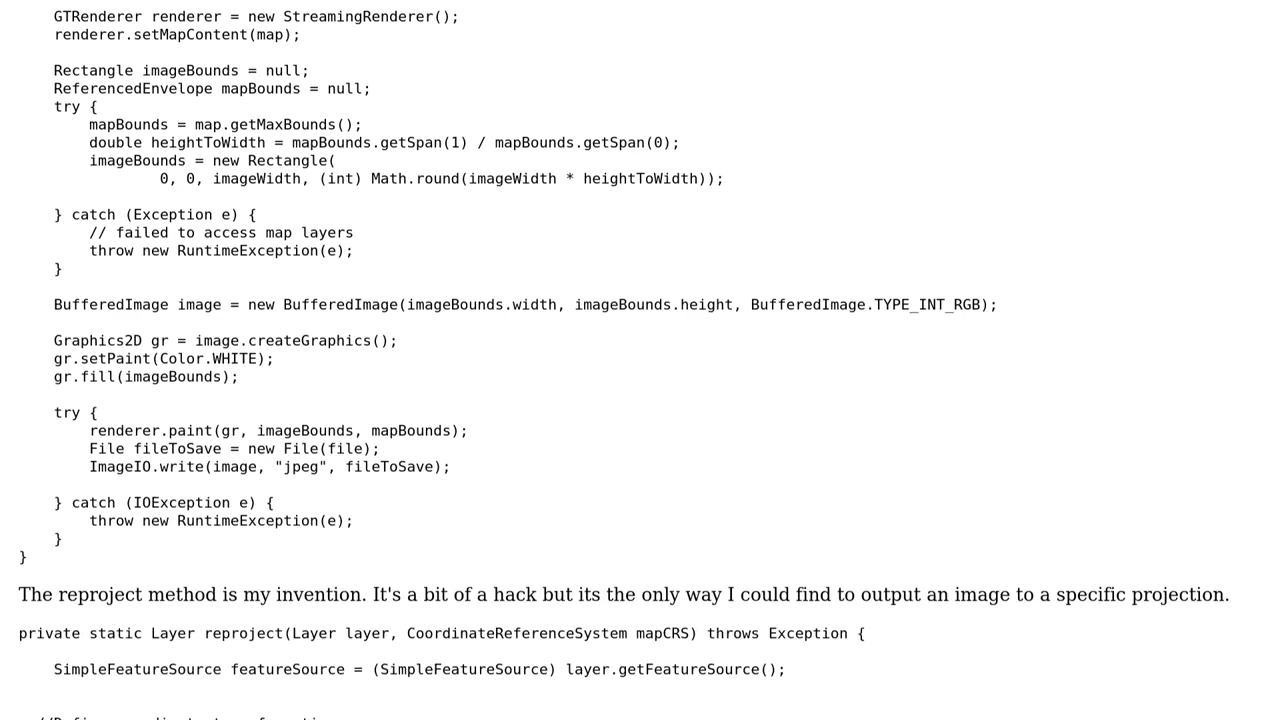 GTRenderer renderer = new StreamingRenderer();
renderer.setMapContent(map);
Rectangle imageBounds = null;
ReferencedEnvelope mapBounds = null;
try {
mapBounds = map.getMaxBounds();
double heightToWidth = mapBounds.getSpan(1) / mapBounds.getSpan(0);
imageBounds = new Rectangle(
0, 0, imageWidth, (int) Math.round(imageWidth * heightToWidth));
} catch (Exception e) {
// failed to access map layers
throw new RuntimeException(e);
}
BufferedImage image = new BufferedImage(imageBounds.width, imageBounds.height, BufferedImage.TYPE_INT_RGB);
Graphics2D gr = image.createGraphics();
gr.setPaint(Color.WHITE);
gr.fill(imageBounds);
try {
renderer.paint(gr, imageBounds, mapBounds);
File fileToSave = new File(file);
ImageIO.write(image, "jpeg", fileToSave);
} catch (IOException e) {
throw new RuntimeException(e);
}
}
The reproject method is my invention. It's a bit of a hack but its the only way I could find to output an image to a specific projection.
private static Layer reproject(Layer layer, CoordinateReferenceSystem mapCRS) throws Exception {
SimpleFeatureSource featureSource = (SimpleFeatureSource) layer.getFeatureSource();